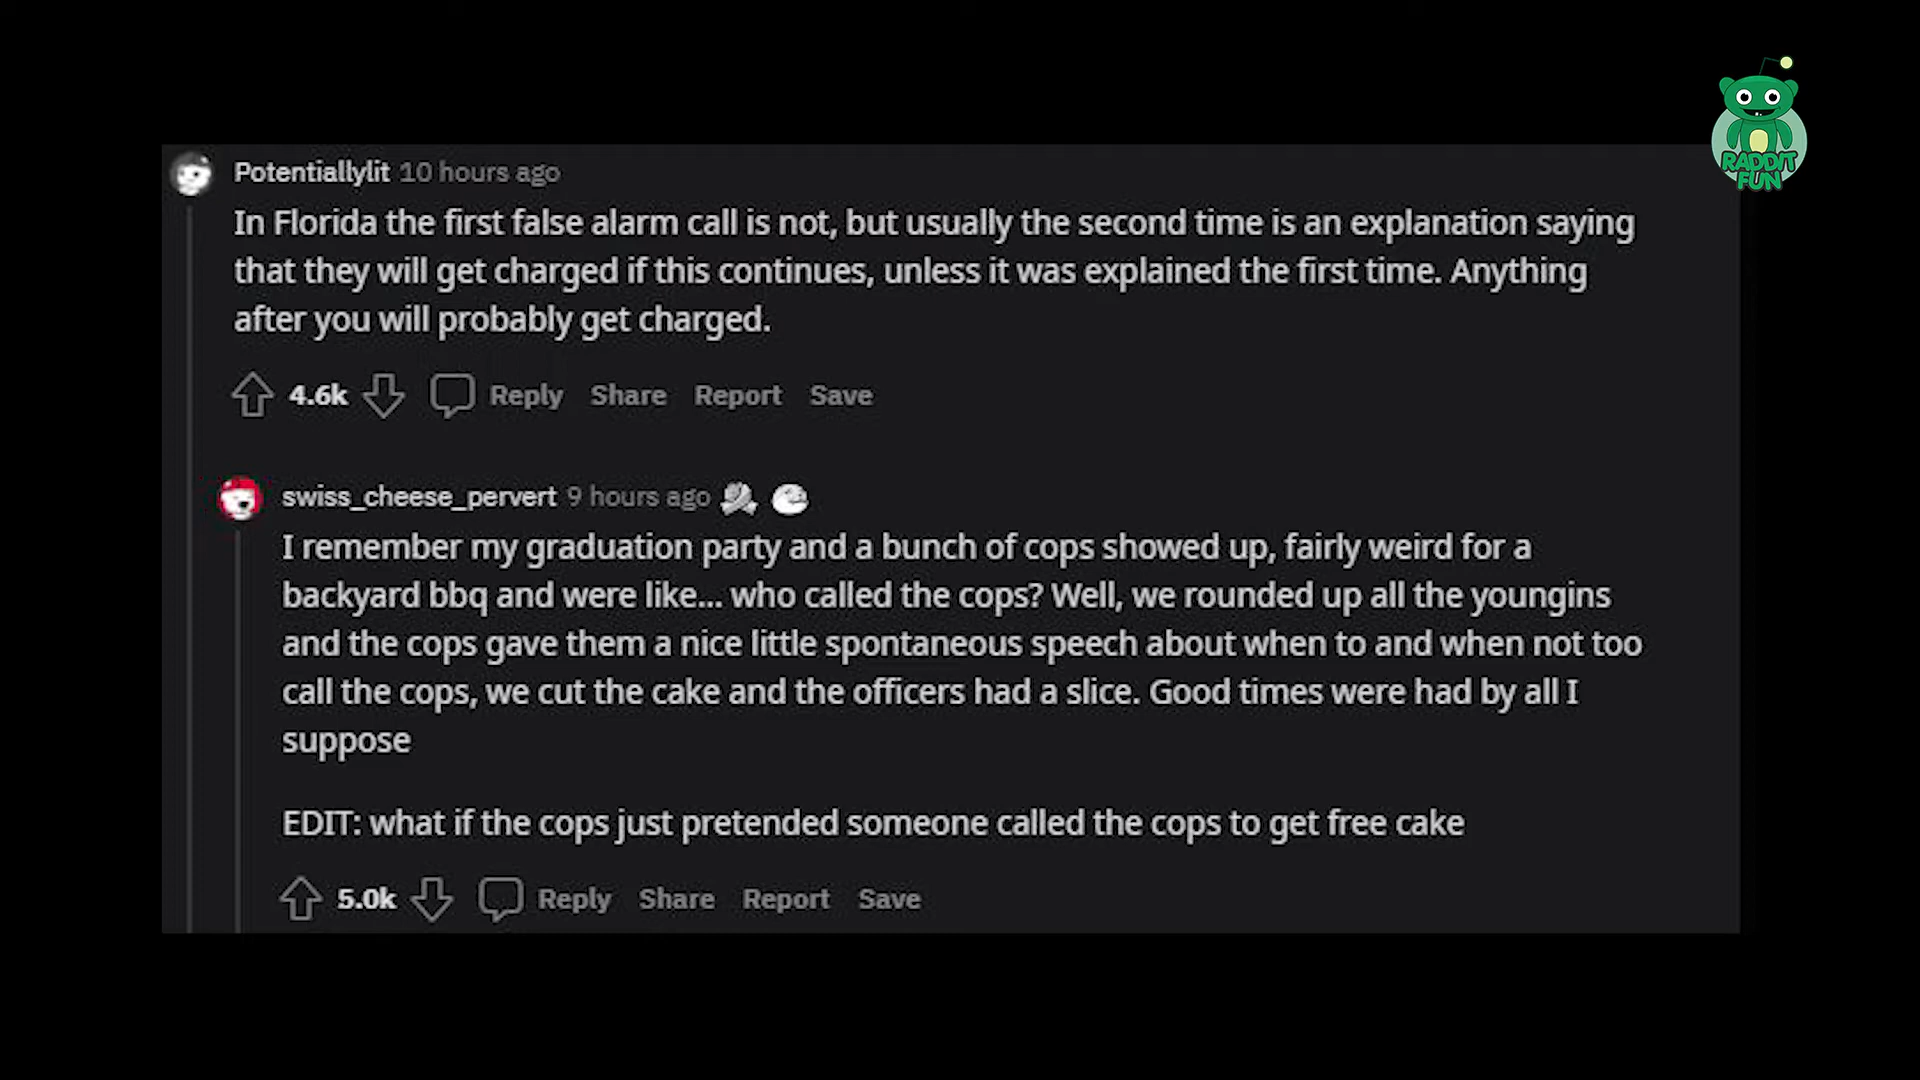 RADDIT
FUN
Potentiallylit 10 hours ago
In Florida the first false alarm call is not, but usually the second time is an explanation saying
that they will get charged if this continues, unless it was explained the first time. Anything
after you will probably get charged.
4.6k Reply Share Report Save
swiss_cheese_pervert 9 hours ago
I remember my graduation party and a bunch of cops showed up, fairly weird for a
backyard bbq and were like... who called the cops? Well, we rounded up all the youngins
and the cops gave them a nice little spontaneous speech about when to and when not too
call the cops, we cut the cake and the officers had a slice. Good times were had by all I
suppose
EDIT: what if the cops just pretended someone called the cops to get free cake
5.0k Reply Share Report Save